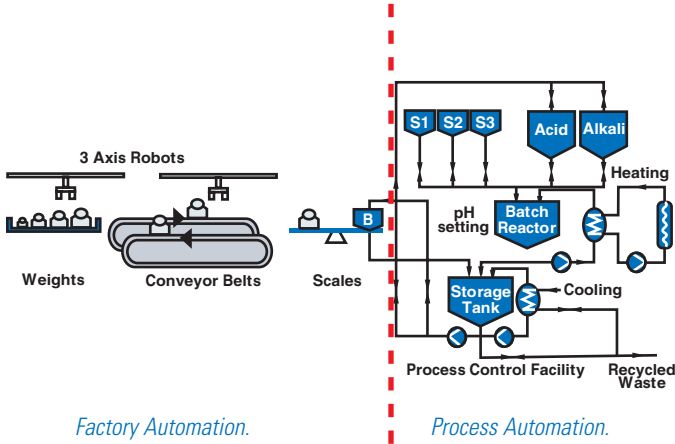 S1 S2 S3
Acid Alkali
3 Axis Robots
Heating
B
pH
setting
Batch
Reactor
Weights
Conveyor Belts
Scales
Storage
Tank
Cooling
Process Control Facility
Recycled
Waste
Factory Automation.
Process Automation.